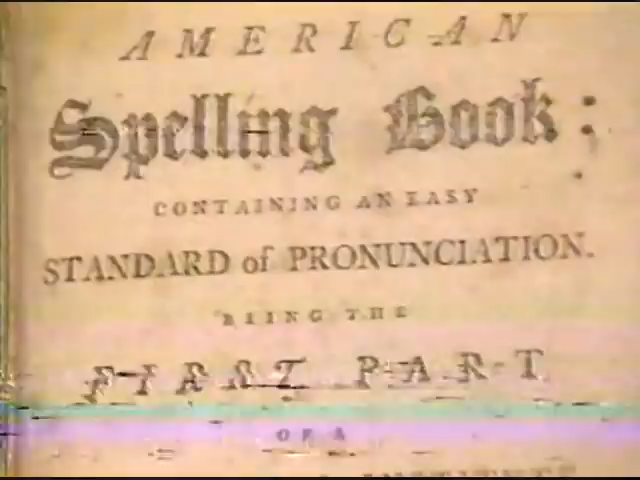 AMERICAN
Spelling Book:
CONTAINING AN EASY
STANDARD of PRONUNCIATION.
BEING THE
FIRST PART
OF A